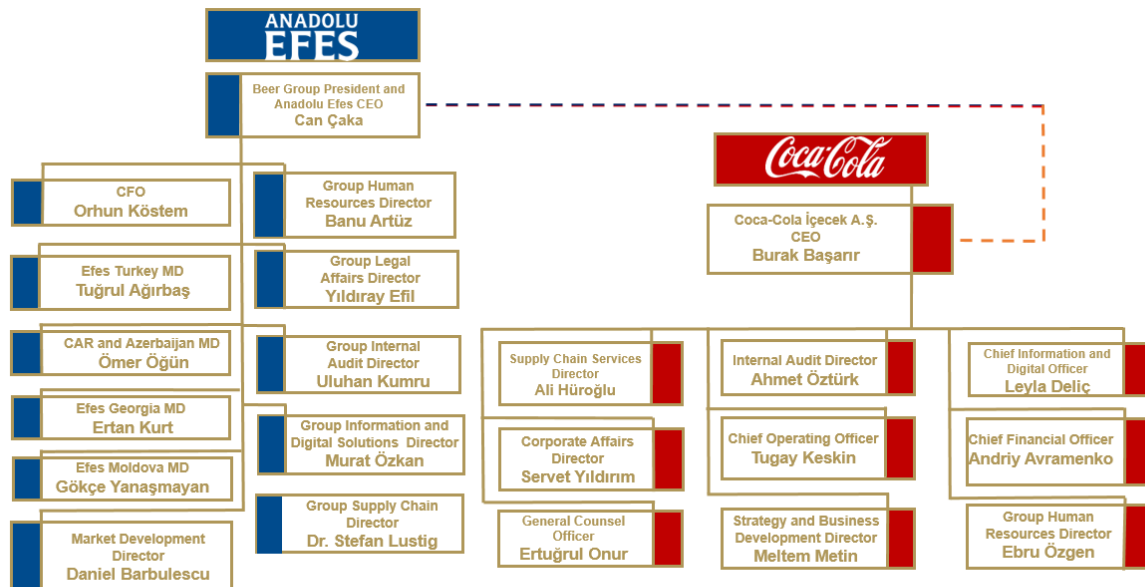 ANADOLU
EFES
Beer Group President and
Anadolu Efes CEO
Can Çaka
CFO
Orhun Köstem
Group Human
Resources Director
Banu Artüz
Efes Turkey MD
Tuğrul Ağırbaş
Group Legal
Affairs Director
Yıldıray Efil
CAR and Azerbaijan MD
Ömer Öğün
Group Internal
Audit Director
Uluhan Kumru
Efes Georgia MD
Ertan Kurt
Group Information and
Digital Solutions Director
Murat Özkan
Efes Moldova MD
Gökçe Yanaşmayan
Group Supply Chain
Director
Dr. Stefan Lustig
Market Development
Director
Daniel Barbulescu
Coca-Cola
Coca-Cola İçecek A.Ş.
CEO
Burak Başarır
Supply Chain Services
Director
Ali Hüroğlu
Internal Audit Director
Ahmet Öztürk
Chief Information and
Digital Officer
Leyla Deliç
Corporate Affairs
Director
Servet Yıldırım
Chief Operating Officer
Tugay Keskin
Chief Financial Officer
Andriy Avramenko
General Counsel
Officer
Ertuğrul Onur
Strategy and Business
Development Director
Meltem Metin
Group Human
Resources Director
Ebru Özgen